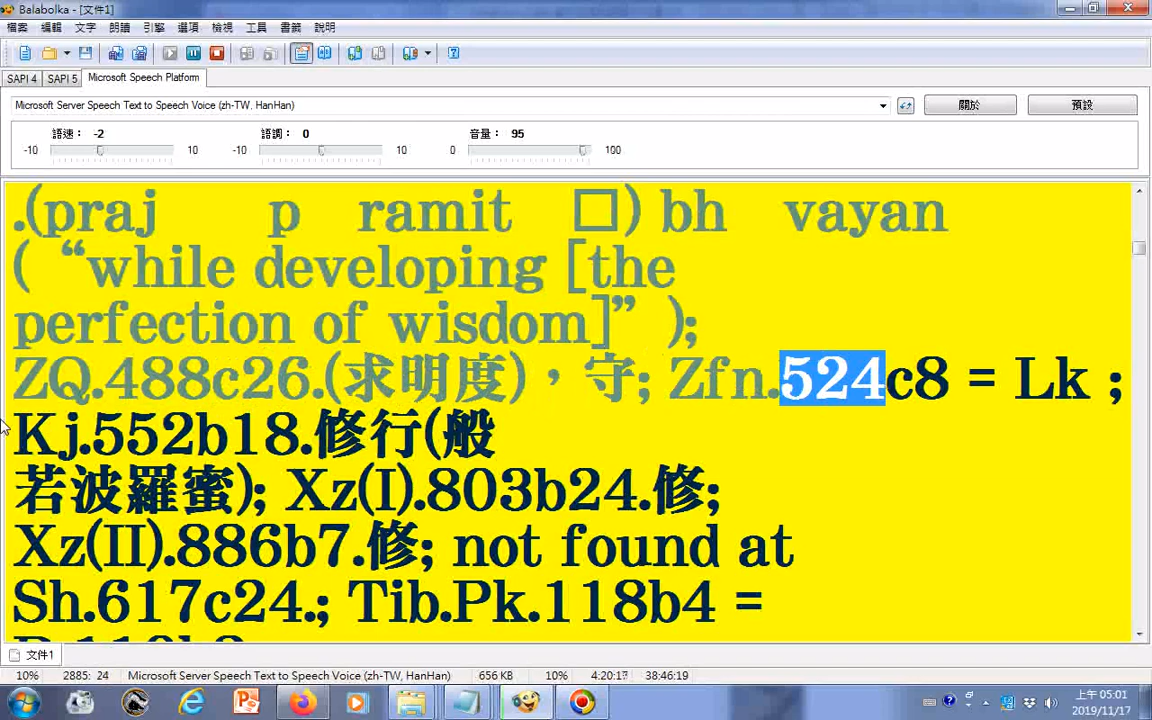 Balabolka - [文件1]
檔案 編輯 文字 朗讀 引擎 選項 檢視 工具 書籤 說明
SAPI 4 SAPI 5 Microsoft Speech Platform
Microsoft Server Speech Text to Speech Voice (zh-TW, HanHan) 關於 預設
語速： -2 語調： 0 音量： 95
-10 10 -10 10 0 100
.(praj p ramit □) bh vayan
(“while developing [the
perfection of wisdom]”);
ZQ.488c26.(求明度)，守; Zfn.524c8 = Lk ;
Kj.552b18.修行(般
若波羅蜜); Xz(I).803b24.修;
Xz(II).886b7.修; not found at
Sh.617c24.; Tib.Pk.118b4 =
文件1
10% 2885: 24 Microsoft Server Speech Text to Speech Voice (zh-TW, HanHan) 656 KB 10% 4:20:17 38:46:19
上午 05:01
2019/11/17